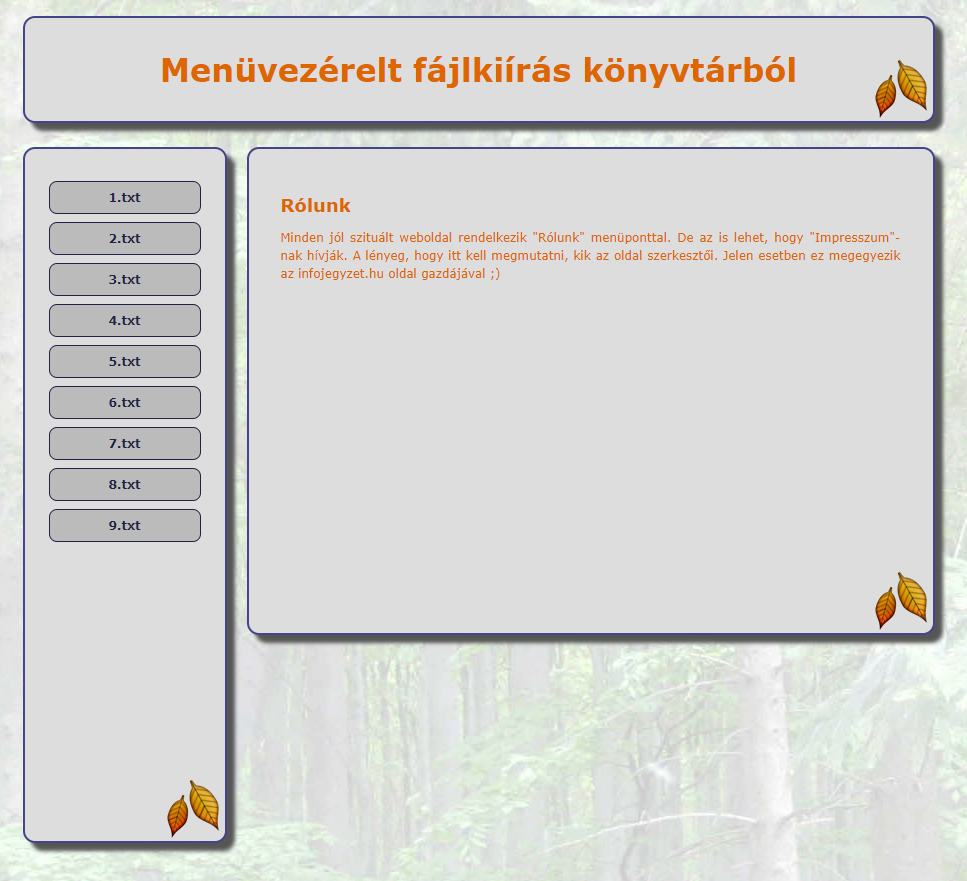 Menüvezérelt fájlkiírás könyvtárból
1.txt
2.txt
3.txt
4.txt
5.txt
6.txt
7.txt
8.txt
9.txt
Rólunk
Minden jól szituált weboldal rendelkezik "Rólunk" menüponttal. De az is lehet, hogy "Impresszum"-
nak hívják. A lényeg, hogy itt kell megmutatni, kik az oldal szerkesztői. Jelen esetben ez megegyezik
az infojegyzet.hu oldal gazdájával ;)